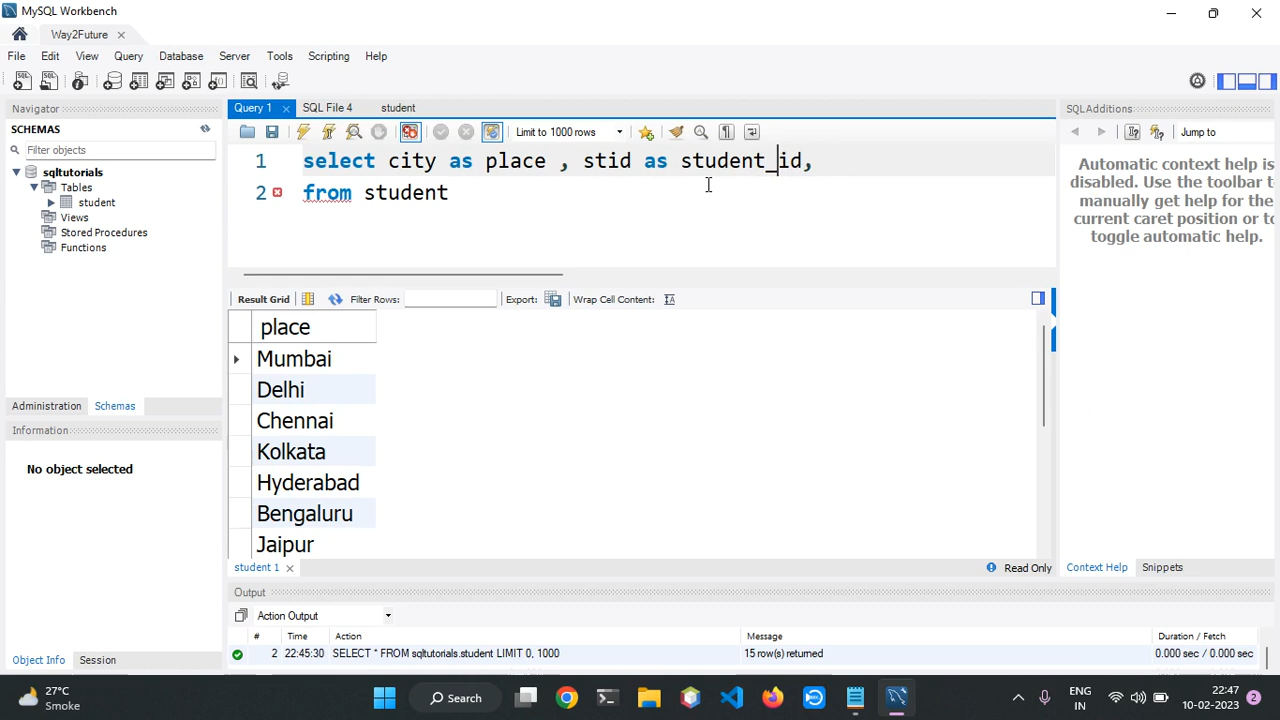 MySQL Workbench
Way2Future
File Edit View Query Database Server Tools Scripting Help
Navigator
SCHEMAS
Filter objects
sqltutorials
Tables
student
Views
Stored Procedures
Functions
Administration Schemas
Information
No object selected
Object Info Session
Query 1 SQL File 4 student
Limit to 1000 rows
1 select city as place , stid as student_id,
2 from student
Result Grid Filter Rows: Export: Wrap Cell Content:
place
Mumbai
Delhi
Chennai
Kolkata
Hyderabad
Bengaluru
Jaipur
student 1 Read Only
SQLAdditions
Jump to
Automatic context help is
disabled. Use the toolbar t
manually get help for the
current caret position or to
toggle automatic help.
Context Help Snippets
Output
Action Output
# Time Action Message Duration / Fetch
2 22:45:30 SELECT * FROM sqltutorials.student LIMIT 0, 1000 15 row(s) returned 0.000 sec / 0.000 sec
27°C
Smoke
Search
ENG
IN
22:47
10-02-2023
2